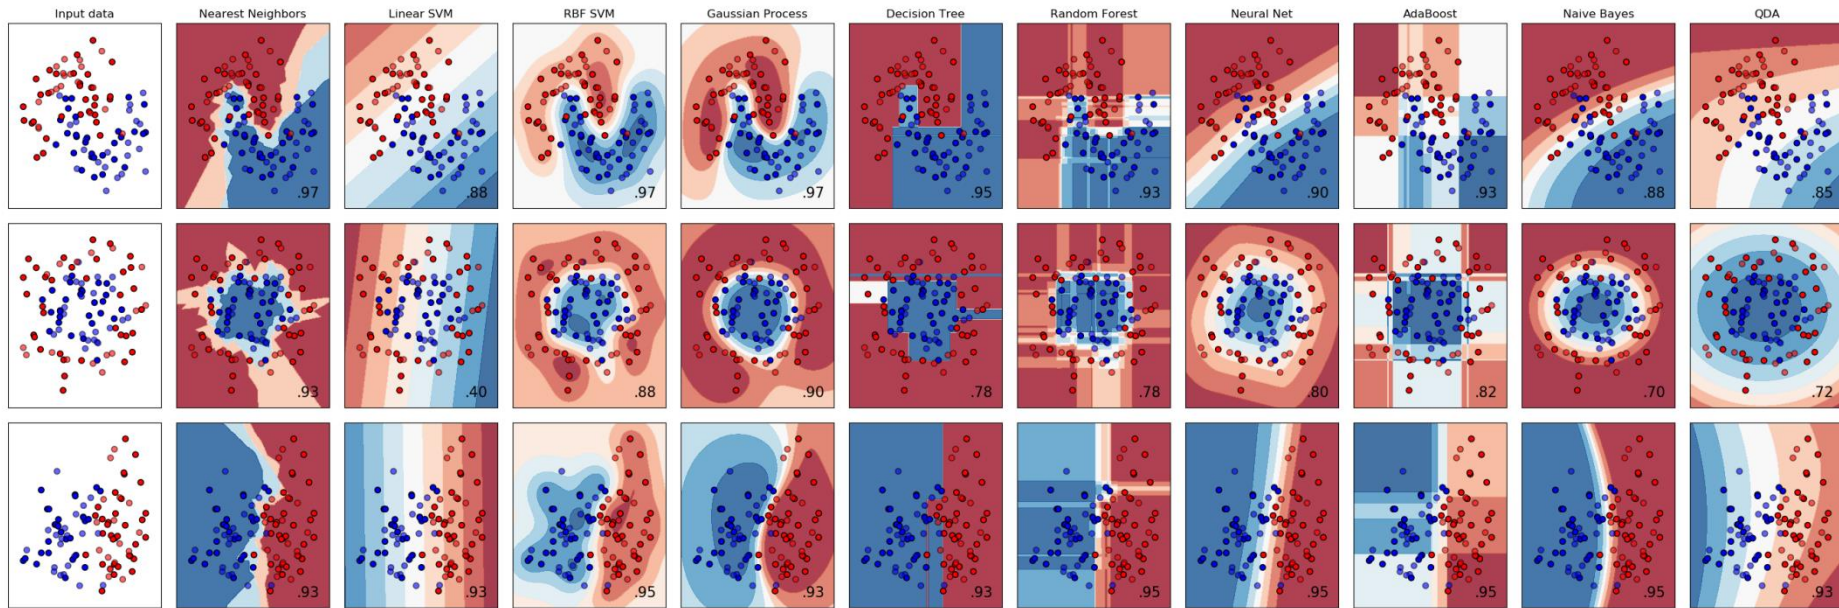 Input data Nearest Neighbors Linear SVM RBF SVM Gaussian Process Decision Tree Random Forest Neural Net AdaBoost Naive Bayes QDA
.97 .88 .97 .97 .95 .93 .90 .93 .88 .85
.93 .40 .88 .90 .78 .78 .80 .82 .70 .72
.93 .93 .95 .93 .93 .95 .95 .95 .95 .93